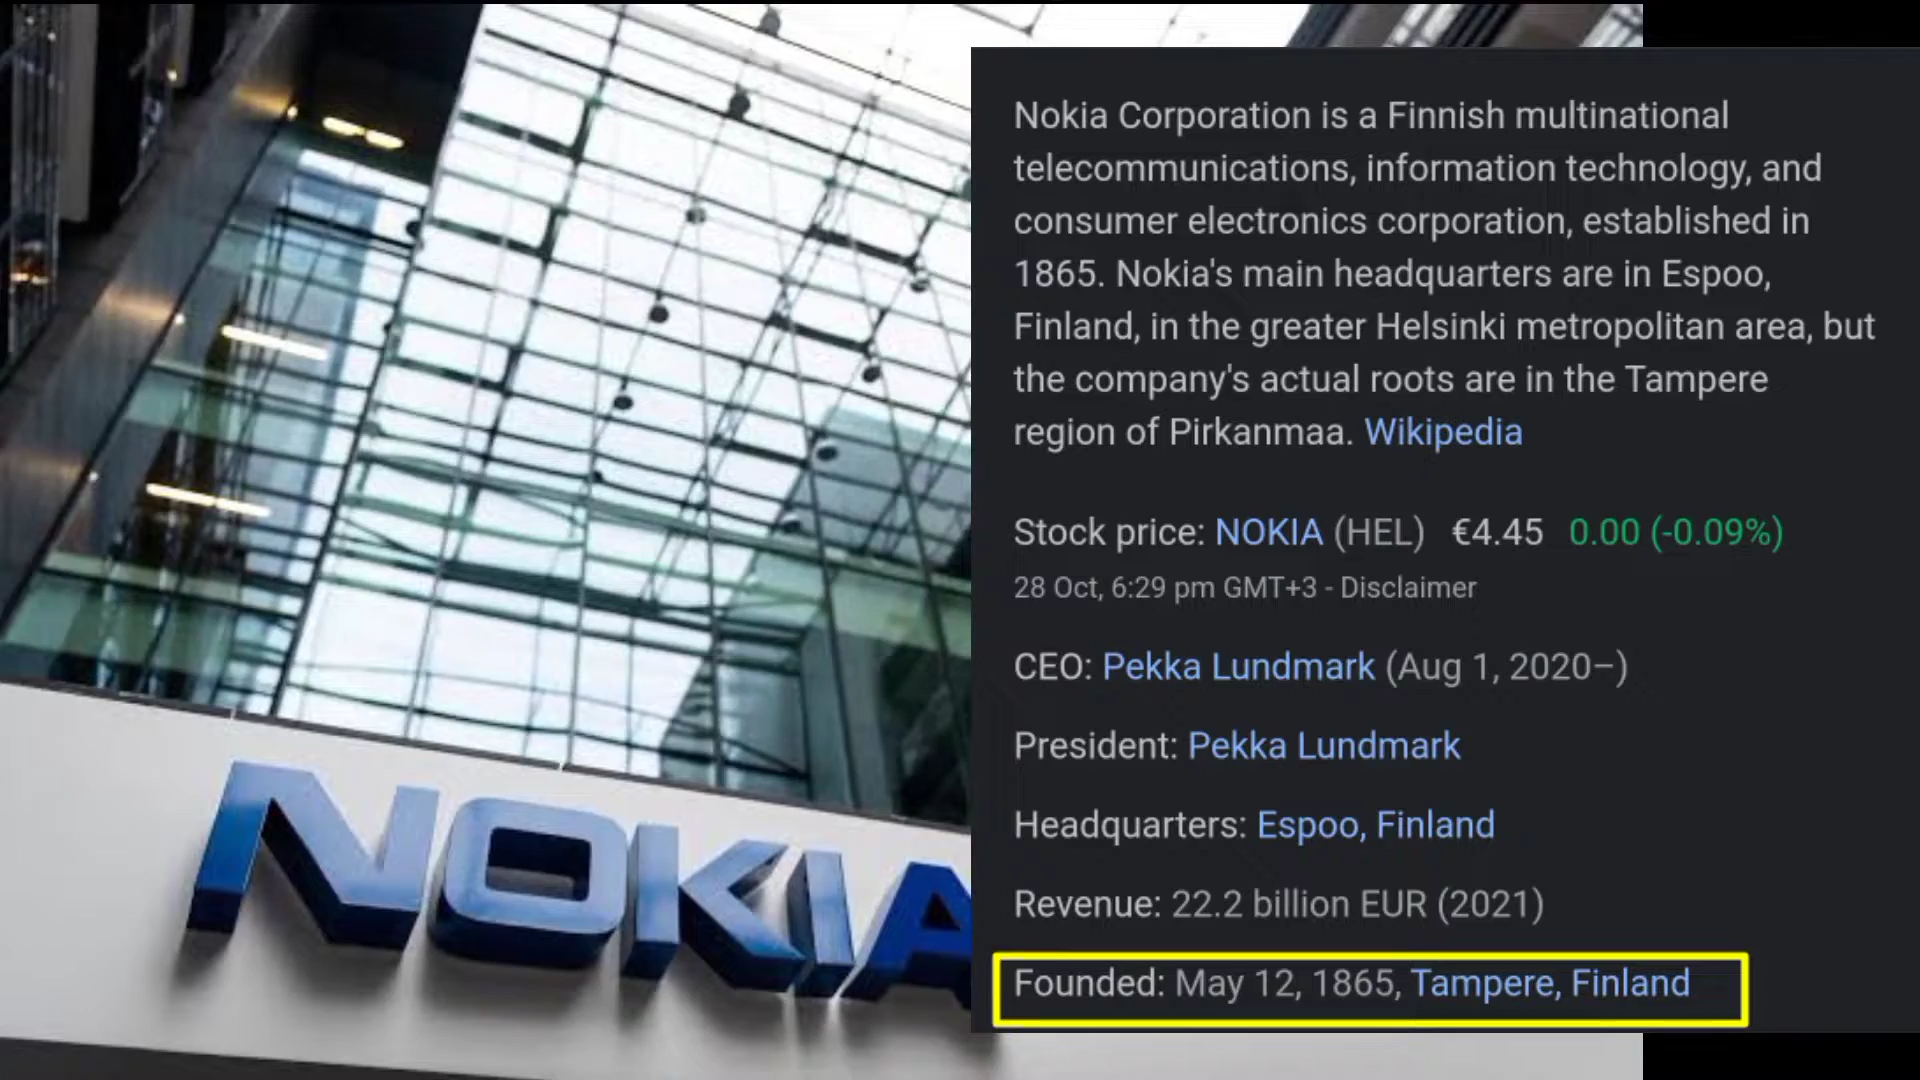 Nokia Corporation is a Finnish multinational
telecommunications, information technology, and
consumer electronics corporation, established in
1865. Nokia's main headquarters are in Espoo,
Finland, in the greater Helsinki metropolitan area, but
the company's actual roots are in the Tampere
region of Pirkanmaa. Wikipedia
Stock price: NOKIA (HEL) €4.45 0.00 (-0.09%)
28 Oct, 6:29 pm GMT+3 - Disclaimer
CEO: Pekka Lundmark (Aug 1, 2020–)
President: Pekka Lundmark
Headquarters: Espoo, Finland
Revenue: 22.2 billion EUR (2021)
Founded: May 12, 1865, Tampere, Finland
NOKIA